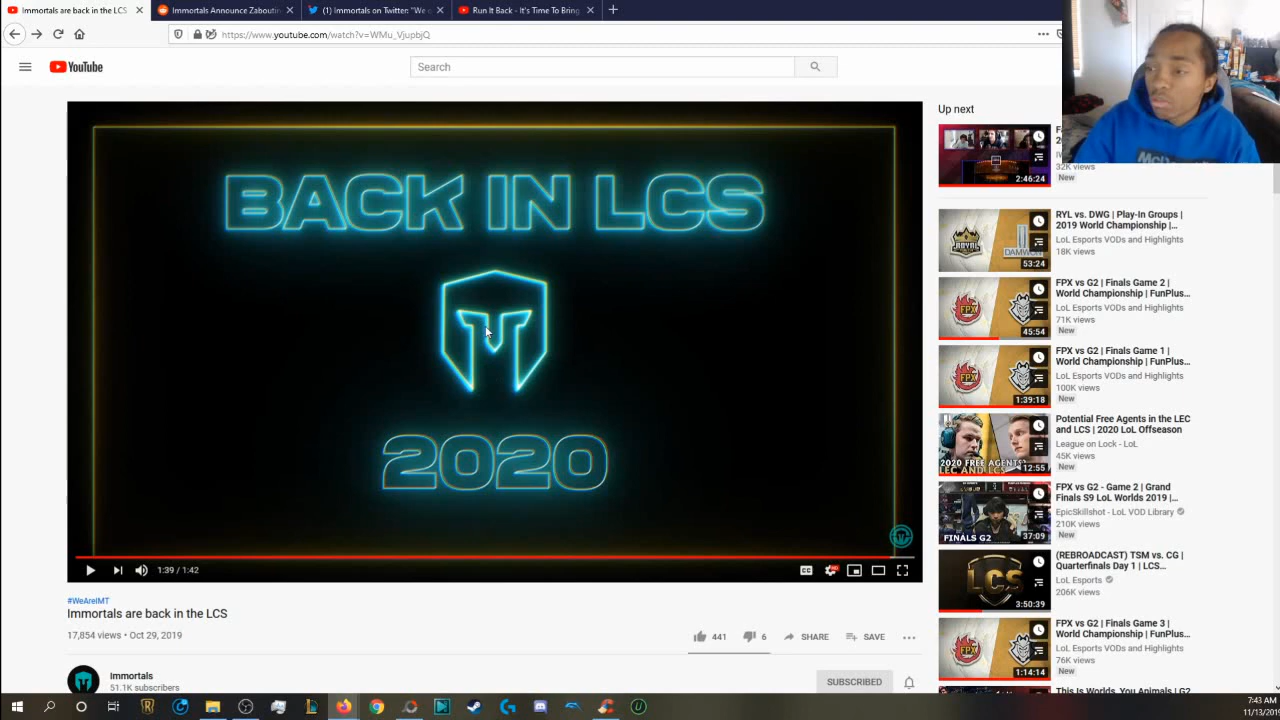 Immortals are back in the LCS
Immortals Announce Zaboutin
(1) Immortals on Twitter: "We
Run It Back - It's Time To Bring
https://www.youtube.com/watch?v=WMu_VjupbjQ
YouTube
Search
BACK IN LCS
2020
1:39 / 1:42
#WeAreIMT
Immortals are back in the LCS
17,854 views • Oct 29, 2019
441
6
SHARE
SAVE
Immortals
51.1K subscribers
SUBSCRIBED
Up next
2:46:24
32K views
New
RYL vs. DWG | Play-In Groups |
2019 World Championship |...
LoL Esports VODs and Highlights
18K views
ROYAL
DAMWON
53:24
FPX vs G2 | Finals Game 2 |
World Championship | FunPlus...
LoL Esports VODs and Highlights
71K views
New
FPX
45:54
FPX vs G2 | Finals Game 1 |
World Championship | FunPlus...
LoL Esports VODs and Highlights
100K views
New
FPX
1:39:18
Potential Free Agents in the LEC
and LCS | 2020 LoL Offseason
League on Lock - LoL
45K views
New
2020 FREE AGENTS
LEC AND LCS
12:55
FPX vs G2 - Game 2 | Grand
Finals S9 LoL Worlds 2019 |...
EpicSkillshot - LoL VOD Library
210K views
New
FINALS G2
37:09
(REBROADCAST) TSM vs. CG |
Quarterfinals Day 1 | LCS...
LoL Esports
206K views
LCS
3:50:39
FPX vs G2 | Finals Game 3 |
World Championship | FunPlus...
LoL Esports VODs and Highlights
76K views
New
FPX
1:14:14
This Is Worlds, You Animals | G2
7:43 AM
11/13/2019